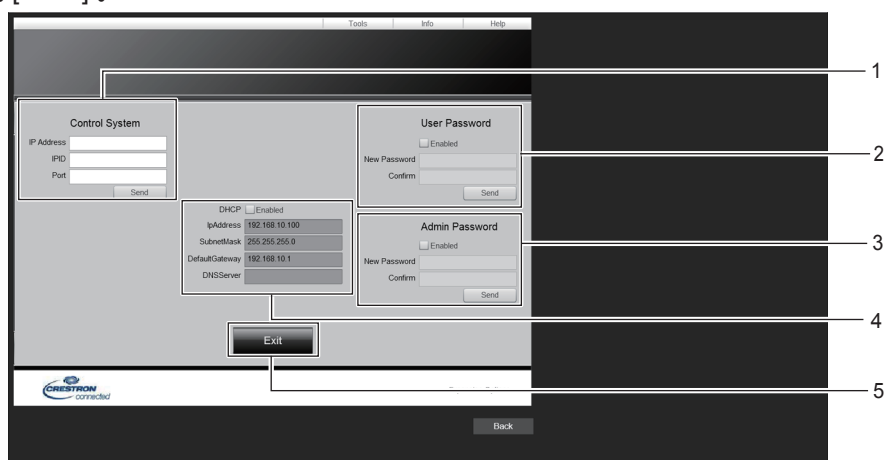 Tools Info Help
1
Control System
IP Address
IPID
Port
Send
User Password
Enabled
New Password
Confirm
Send
2
DHCP Enabled
IpAddress 192.168.10.100
SubnetMask 255.255.255.0
DefaultGateway 192.168.10.1
DNSServer
Admin Password
Enabled
New Password
Confirm
Send
3
4
Exit
CRESTRON
connected
5
Back